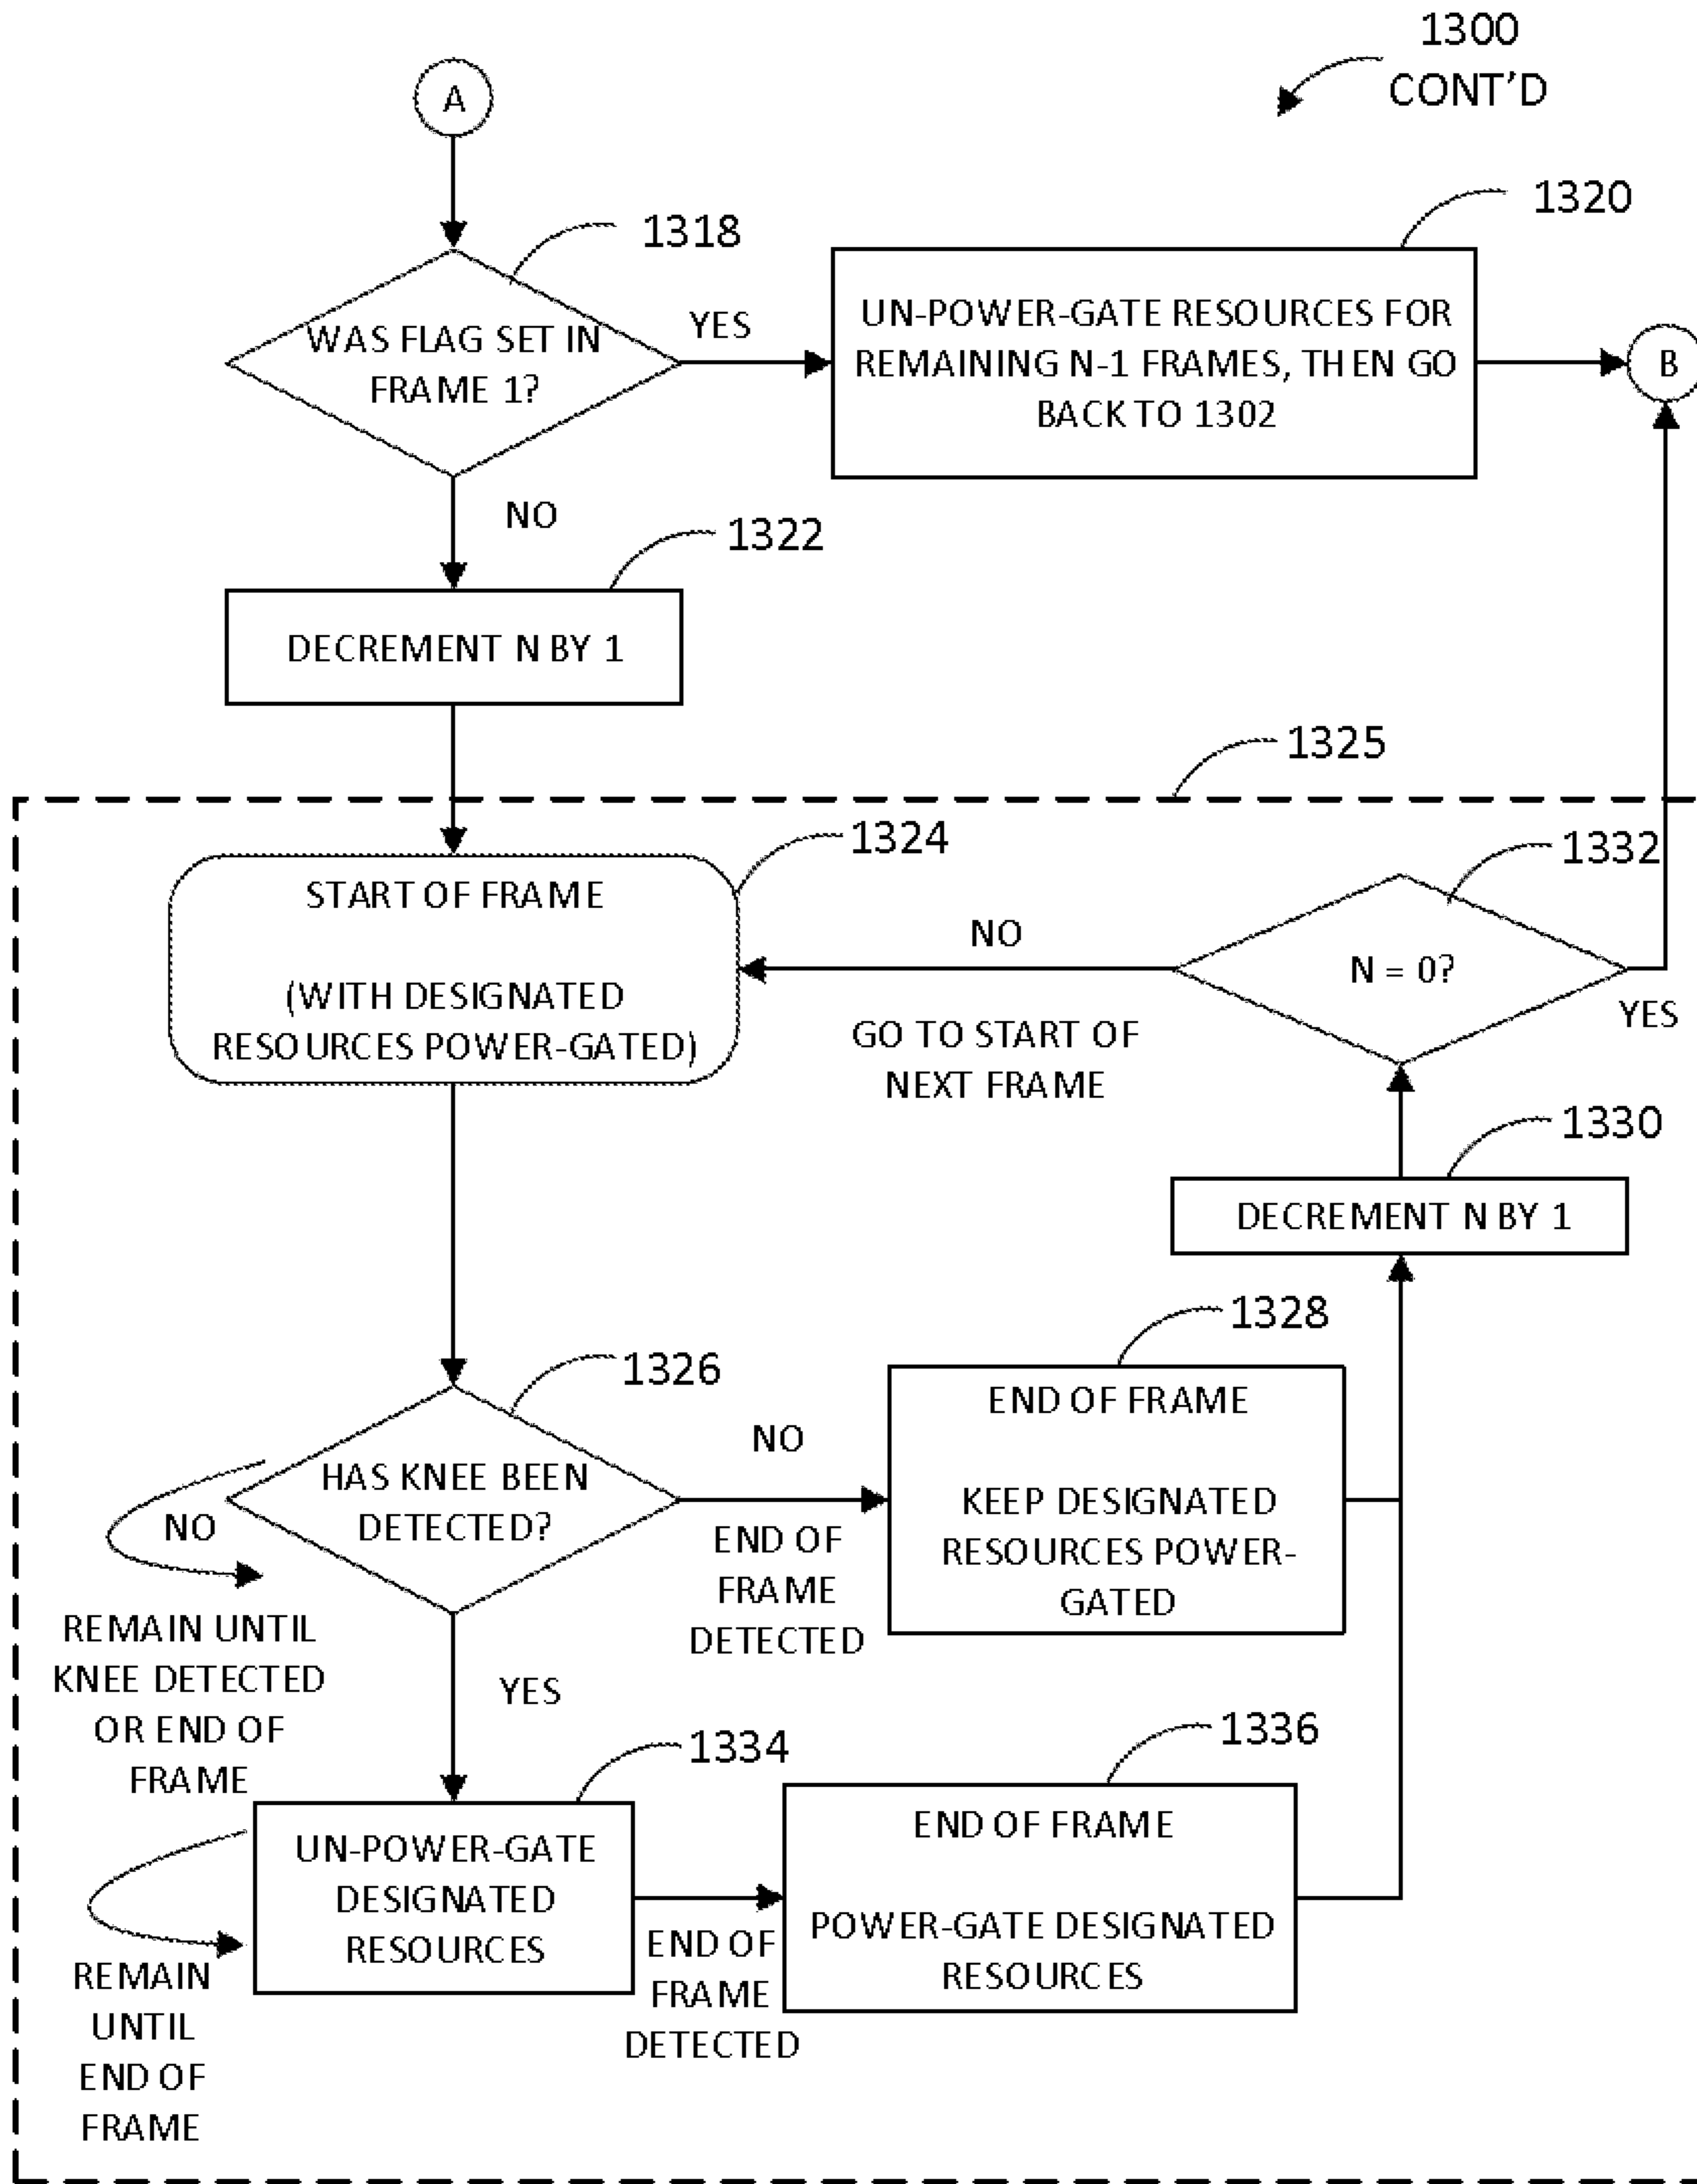 1300
CONT'D
A
1318
1320
WAS FLAG SET IN
FRAME 1?
YES
UN-POWER-GATE RESOURCES FOR
REMAINING N-1 FRAMES, THEN GO
BACK TO 1302
B
NO
1322
DECREMENT N BY 1
1325
1324
1332
START OF FRAME
(WITH DESIGNATED
RESOURCES POWER-GATED)
NO
GO TO START OF
NEXT FRAME
N = 0?
YES
1330
DECREMENT N BY 1
1328
1326
HAS KNEE BEEN
DETECTED?
NO
END OF
FRAME
DETECTED
END OF FRAME
KEEP DESIGNATED
RESOURCES POWER-
GATED
NO
REMAIN UNTIL
KNEE DETECTED
OR END OF
FRAME
YES
1334
1336
UN-POWER-GATE
DESIGNATED
RESOURCES
END OF
FRAME
DETECTED
END OF FRAME
POWER-GATE DESIGNATED
RESOURCES
REMAIN
UNTIL
END OF
FRAME